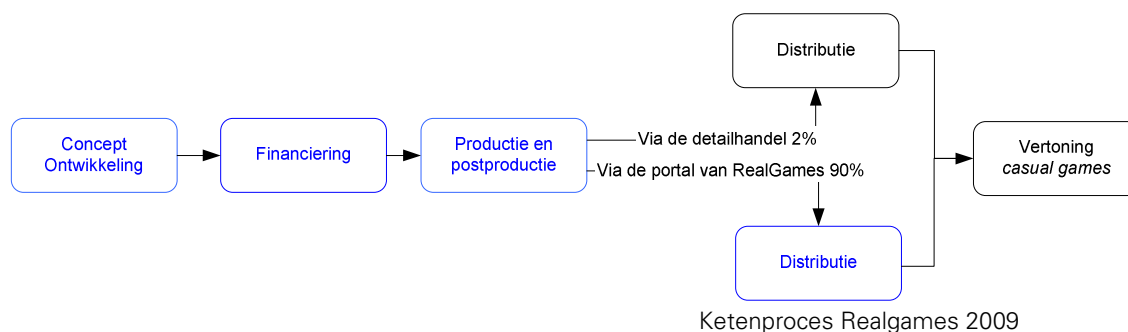 Concept
Ontwikkeling
Financiering
Productie en
postproductie
Via de detailhandel 2%
Via de portal van RealGames 90%
Distributie
Distributie
Vertoning
casual games
Ketenproces Realgames 2009